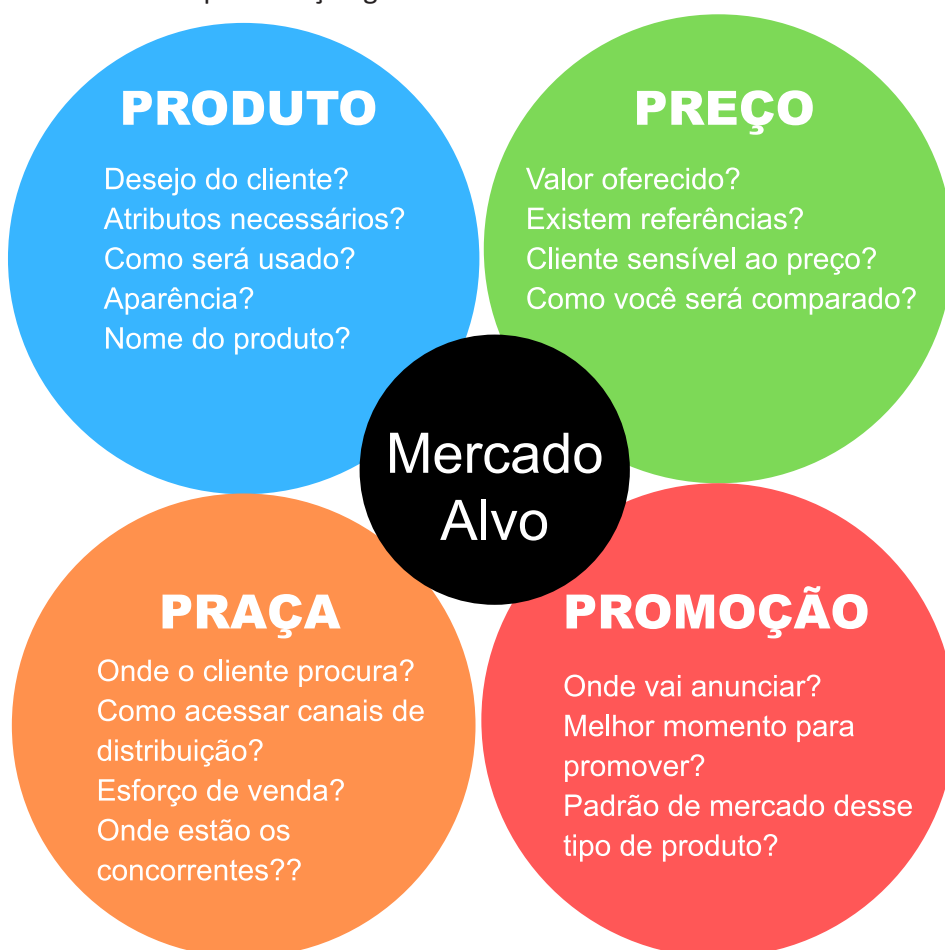 PRODUTO
Desejo do cliente?
Atributos necessários?
Como será usado?
Aparência?
Nome do produto?
PREÇO
Valor oferecido?
Existem referências?
Cliente sensível ao preço?
Como você será comparado?
Mercado
Alvo
PRAÇA
Onde o cliente procura?
Como acessar canais de
distribuição?
Esforço de venda?
Onde estão os
concorrentes??
PROMOÇÃO
Onde vai anunciar?
Melhor momento para
promover?
Padrão de mercado desse
tipo de produto?